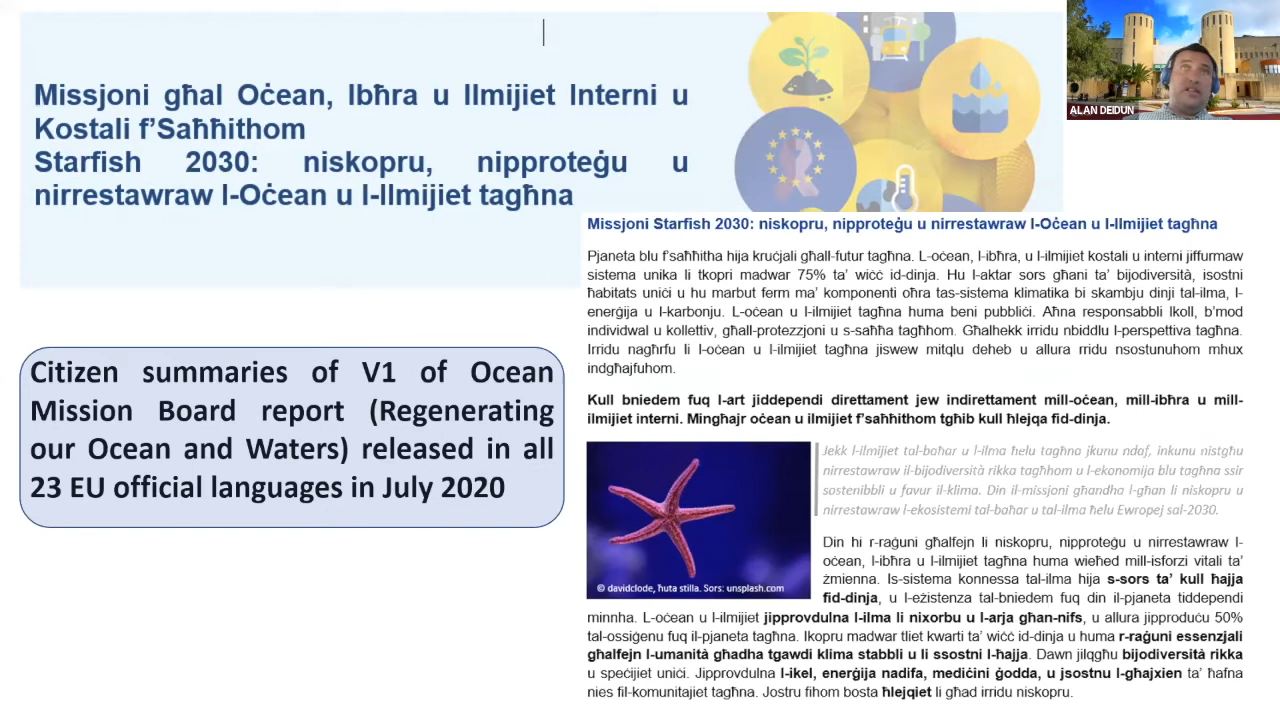 Missjoni għal Oċean, Ibħra u Ilmijiet Interni u
Kostali f’Saħħithom
Starfish 2030: niskopru, nipproteġu u
nirrestawraw l-Oċean u l-Ilmijiet tagħna
ALAN DEIDUN
Citizen summaries of V1 of Ocean
Mission Board report (Regenerating
our Ocean and Waters) released in all
23 EU official languages in July 2020
Missjoni Starfish 2030: niskopru, nipproteġu u nirrestawraw l-Oċean u l-Ilmijiet tagħna
Pjaneta blu f’saħħitha hija kruċjali għall-futur tagħna. L-oċean, l-ibħra, u l-ilmijiet kostali u interni jiffurmaw
sistema unika li tkopri madwar 75% ta’ wiċċ id-dinja. Hu l-aktar sors għani ta’ bijodiversità, isostni
ħabitats uniċi u hu marbut ferm ma’ komponenti oħra tas-sistema klimatika bi skambju dinji tal-ilma, l-
enerġija u l-karbonju. L-oċean u l-ilmijiet tagħna huma beni pubbliċi. Aħna responsabbli lkoll, b’mod
individwal u kollettiv, għall-protezzjoni u s-saħħa tagħhom. Għalhekk irridu nbiddlu l-perspettiva tagħna.
Irridu nagħrfu li l-oċean u l-ilmijiet tagħna jiswew mitqlu deheb u allura rridu nsostunuhom mhux
indgħajfuhom.
Kull bniedem fuq l-art jiddependi direttament jew indirettament mill-oċean, mill-ibħra u mill-
ilmijiet interni. Mingħajr oċean u ilmijiet f’saħħithom tgħib kull ħlejqa fid-dinja.
Jekk l-ilmijiet tal-baħar u l-ilma ħelu tagħna jkunu ndof, inkunu nistgħu
nirrestawraw il-bijodiversità rikka tagħhom u l-ekonomija blu tagħna ssir
sostenibbli u favur il-klima. Din il-missjoni għandha l-għan li niskopru u
nirrestawraw l-ekosistemi tal-baħar u tal-ilma ħelu Ewropej sal-2030.
© davidclode, ħuta stilla. Sors: unsplash.com
Din hi r-raġuni għalfejn li niskopru, nipproteġu u nirrestawraw l-
oċean, l-ibħra u l-ilmijiet tagħna huma wieħed mill-isforzi vitali ta’
żmienna. Is-sistema konnessa tal-ilma hija s-sors ta’ kull ħajja
fid-dinja, u l-eżistenza tal-bniedem fuq din il-pjaneta tiddependi
minnha. L-oċean u l-ilmijiet jipprovdulna l-ilma li nixorbu u l-arja għan-nifs, u allura jipproduċu 50%
tal-ossiġenu fuq il-pjaneta tagħna. Ikopru madwar tliet kwarti ta’ wiċċ id-dinja u huma r-raġuni essenzjali
għalfejn l-umanità għadha tgawdi klima stabbli u li ssostni l-ħajja. Dawn jilqgħu bijodiversità rikka
u speċijiet uniċi. Jipprovdulna l-ikel, enerġija nadifa, mediċini ġodda, u jsostnu l-għajxien ta’ ħafna
nies fil-komunitajiet tagħna. Jostru fihom bosta ħlejqiet li għad irridu niskopru.